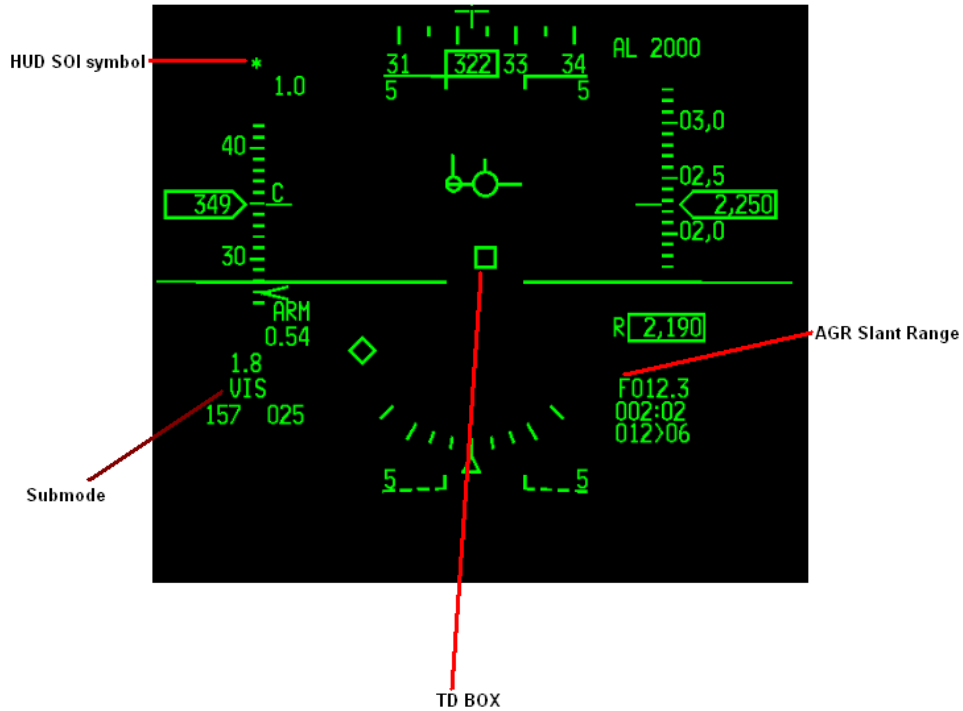 HUD SOI symbol
*
1.0
31 322 33 34
5 5
AL 2000
40
03,0
02,5
349
C
2,250
30
02,0
ARM
0.54
R 2,190
AGR Slant Range
1.8
VIS
157 025
F012.3
002:02
012>06
Submode
5 5
TD BOX